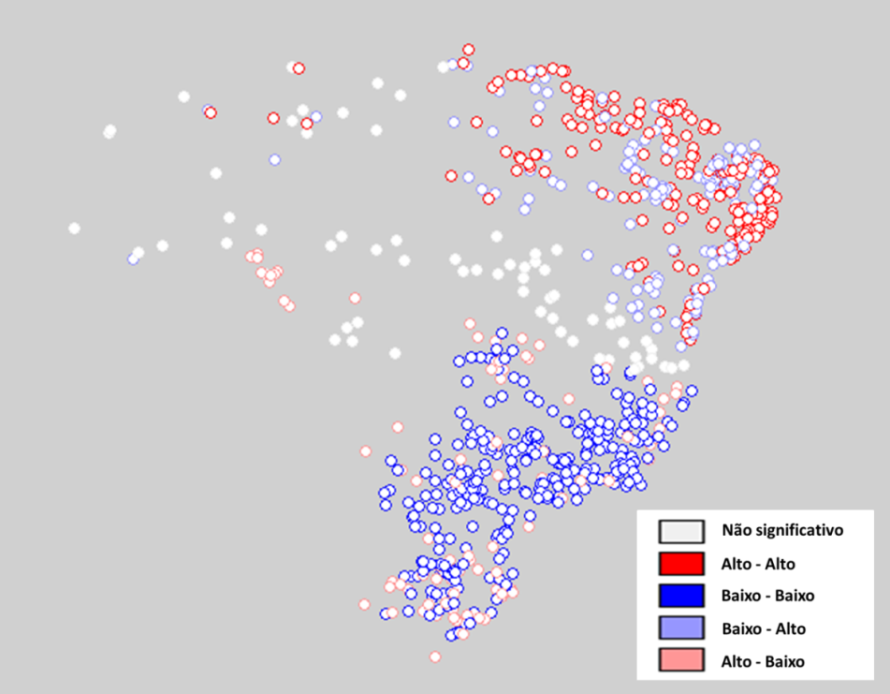 Não significativo
Alto - Alto
Baixo - Baixo
Baixo - Alto
Alto - Baixo